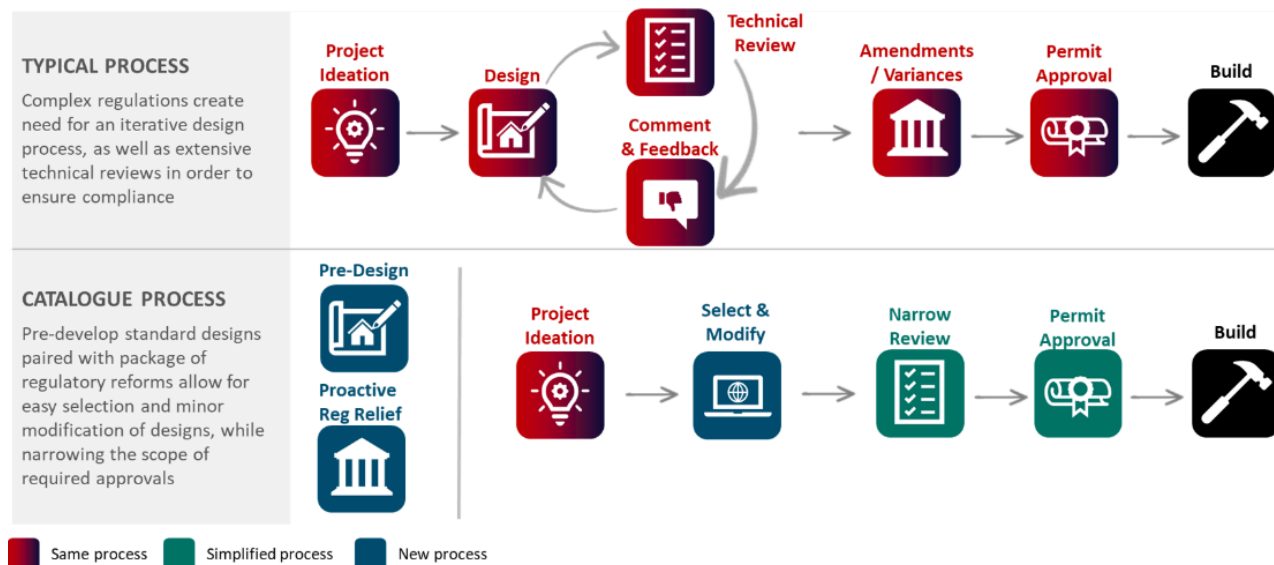 TYPICAL PROCESS
Complex regulations create
need for an iterative design
process, as well as extensive
technical reviews in order to
ensure compliance
Project
Ideation
Design
Technical
Review
Comment
& Feedback
Amendments
/ Variances
Permit
Approval
Build
CATALOGUE PROCESS
Pre-develop standard designs
paired with package of
regulatory reforms allow for
easy selection and minor
modification of designs, while
narrowing the scope of
required approvals
Pre-Design
Proactive
Reg Relief
Project
Ideation
Select &
Modify
Narrow
Review
Permit
Approval
Build
Same process
Simplified process
New process